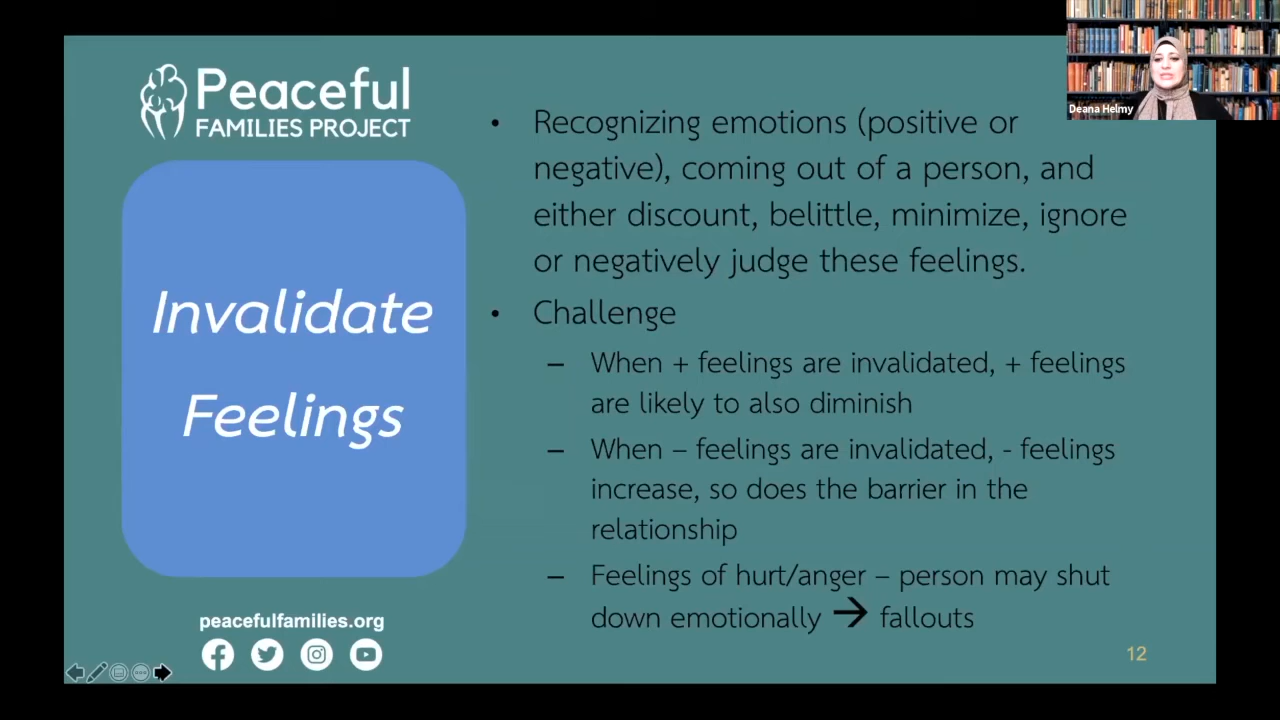 Peaceful
FAMILIES PROJECT
Deana Helmy
Invalidate
Feelings
• Recognizing emotions (positive or
negative), coming out of a person, and
either discount, belittle, minimize, ignore
or negatively judge these feelings.
• Challenge
– When + feelings are invalidated, + feelings
are likely to also diminish
– When – feelings are invalidated, - feelings
increase, so does the barrier in the
relationship
– Feelings of hurt/anger – person may shut
down emotionally → fallouts
peacefulfamilies.org
12